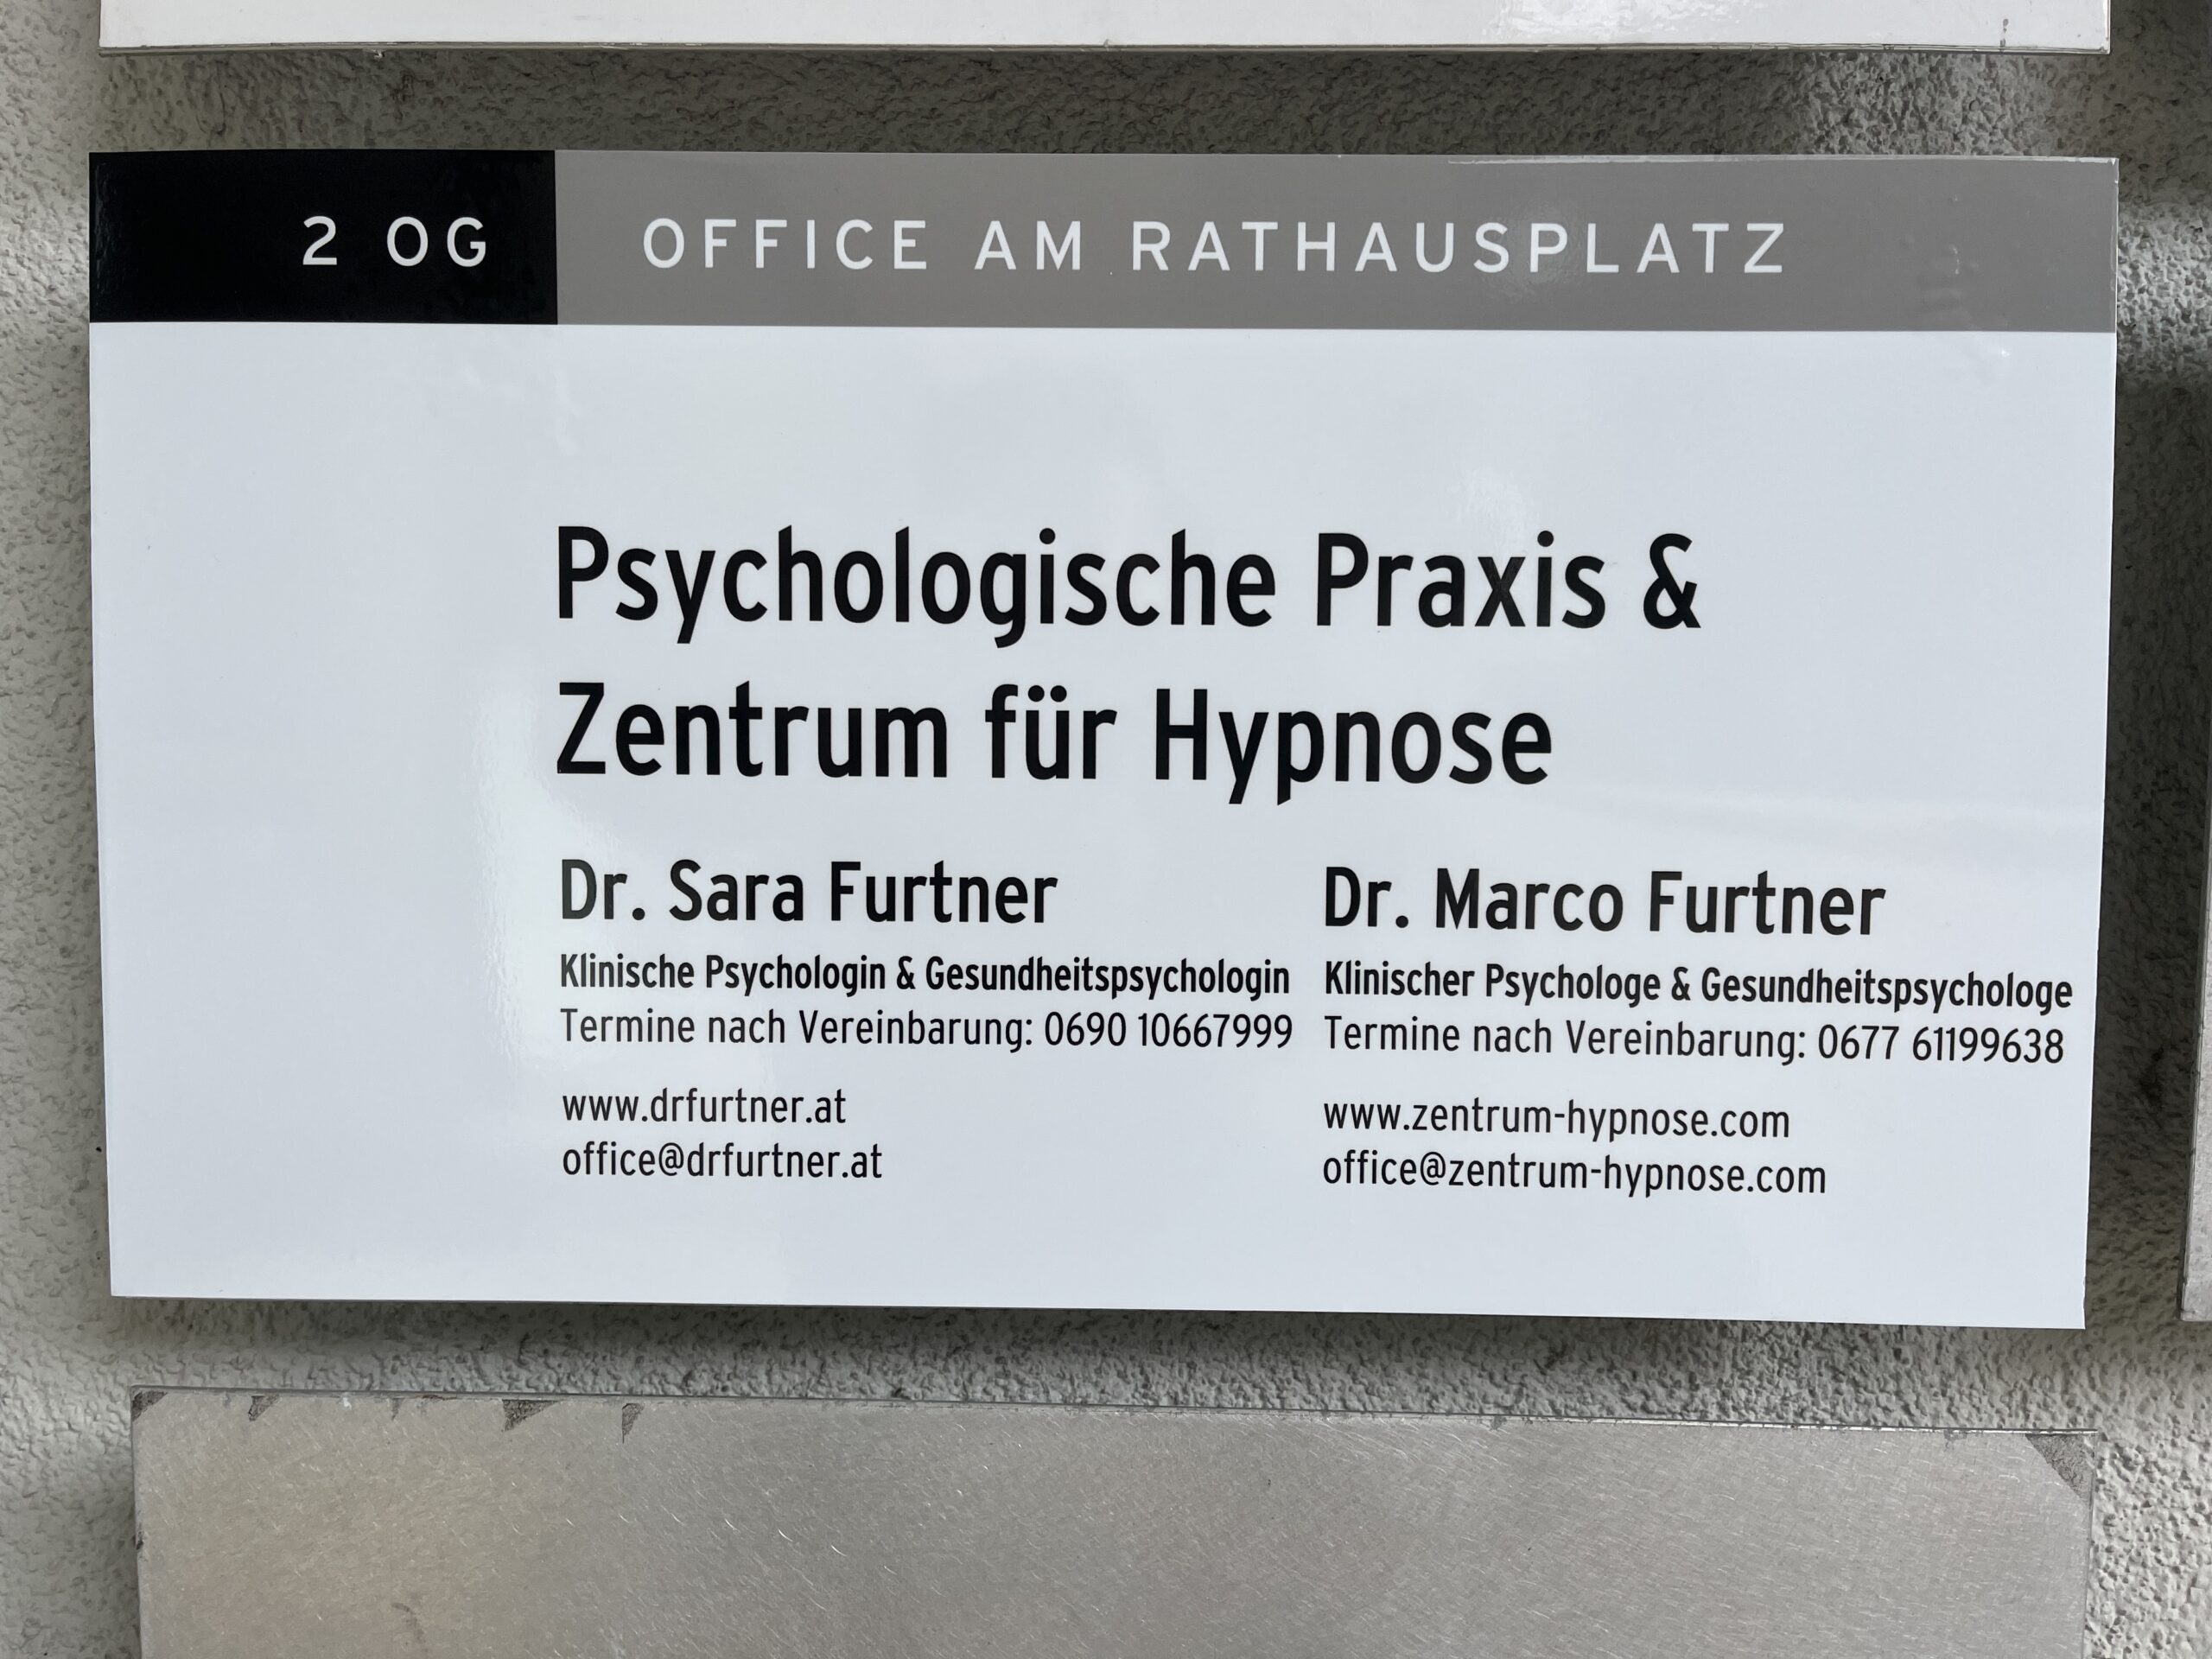 2 OG OFFICE AM RATHAUSPLATZ
Psychologische Praxis &
Zentrum für Hypnose
Dr. Sara Furtner
Klinische Psychologin & Gesundheitspsychologin
Termine nach Vereinbarung: 0690 10667999
www.drfurtner.at
office@drfurtner.at
Dr. Marco Furtner
Klinischer Psychologe & Gesundheitspsychologe
Termine nach Vereinbarung: 0677 61199638
www.zentrum-hypnose.com
office@zentrum-hypnose.com